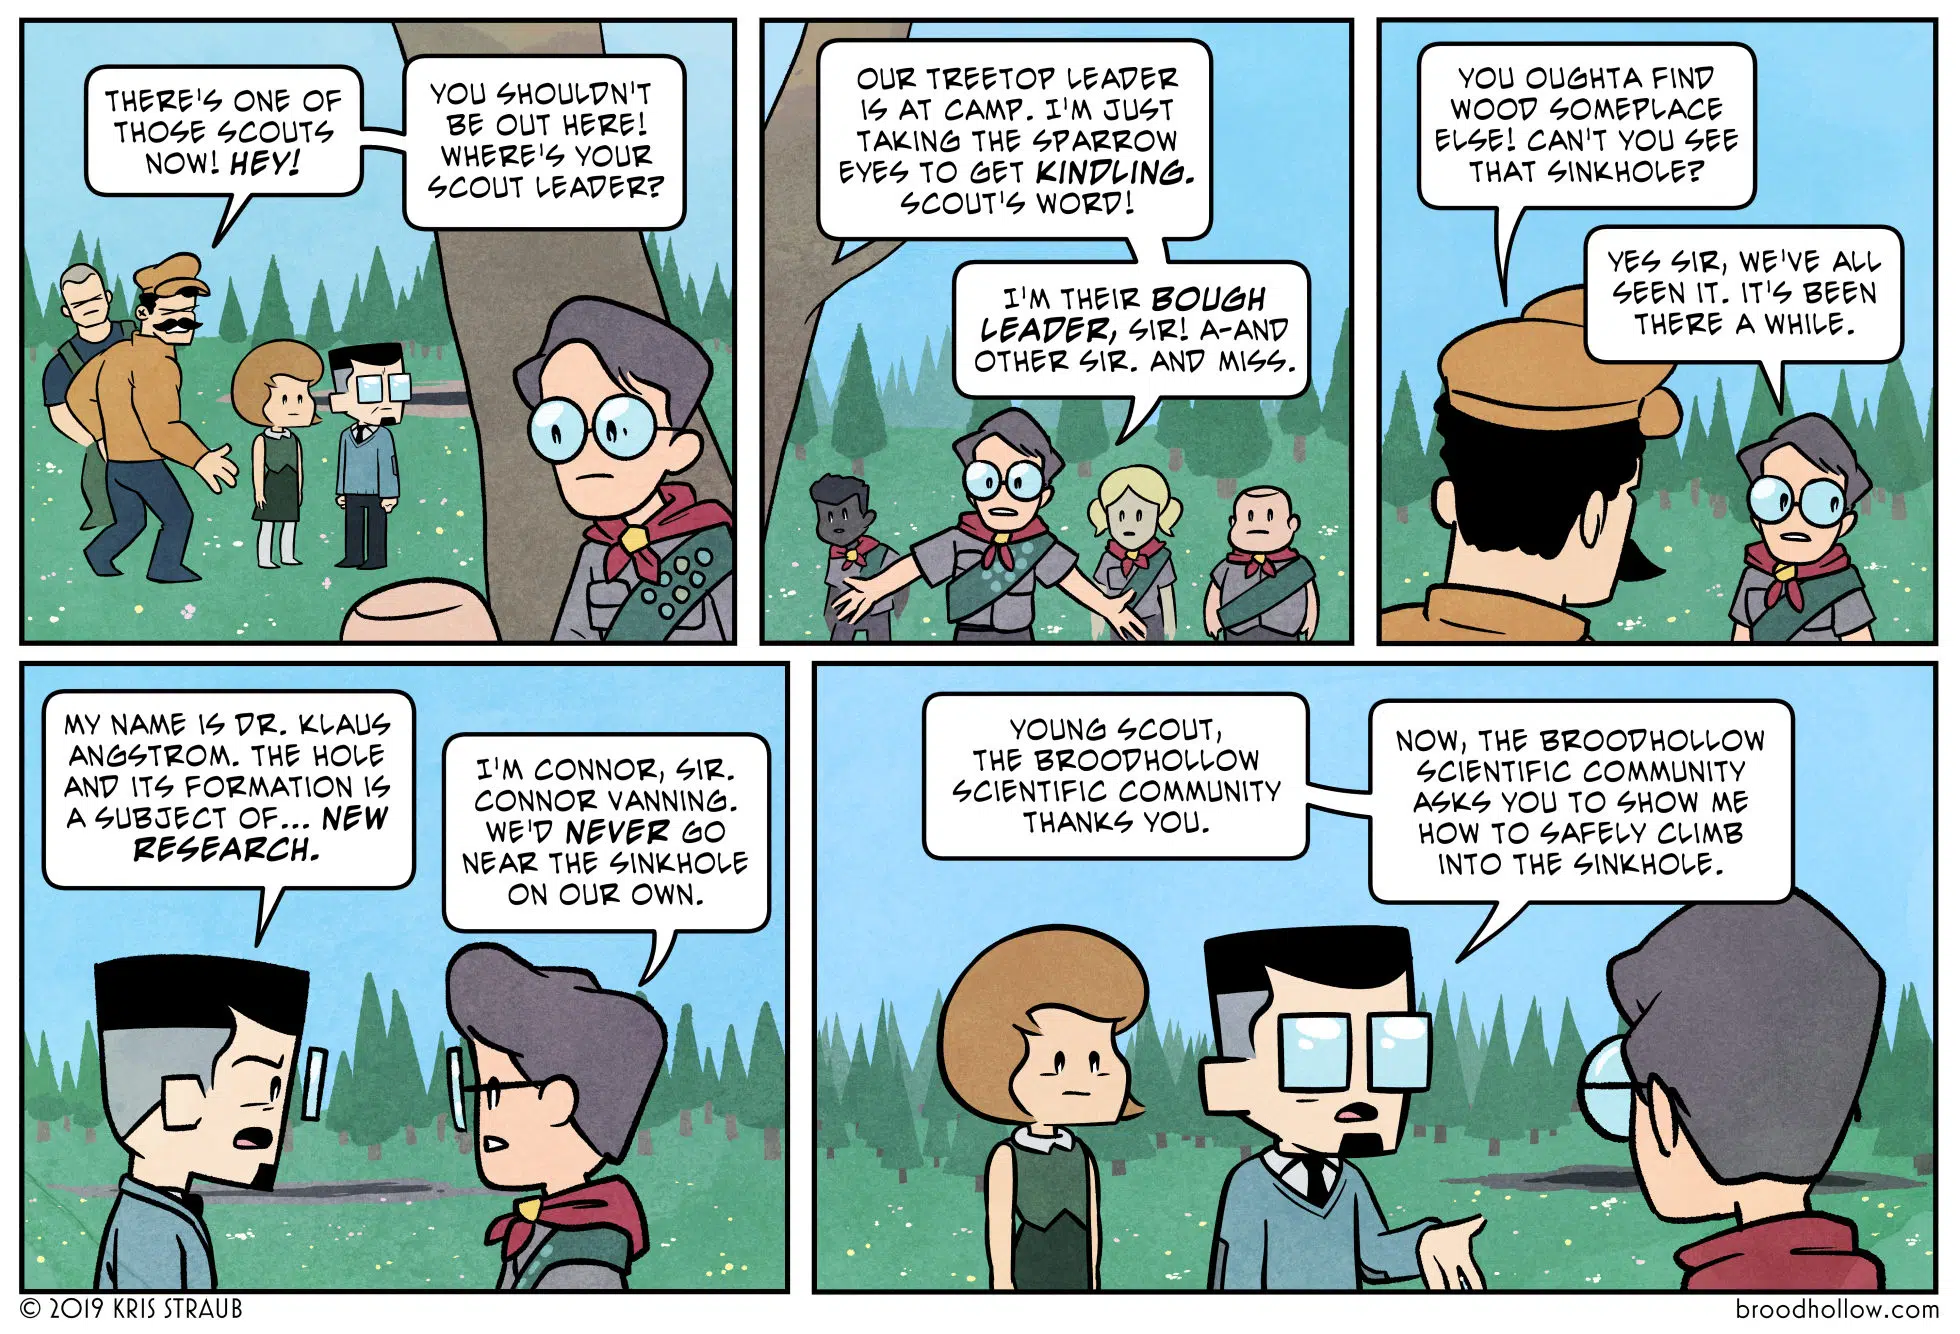 THERE'S ONE OF
THOSE SCOUTS
NOW! HEY!
YOU SHOULDN'T
BE OUT HERE!
WHERE'S YOUR
SCOUT LEADER?
OUR TREETOP LEADER
IS AT CAMP. I'M JUST
TAKING THE SPARROW
EYES TO GET KINDLING.
SCOUT'S WORD!
I'M THEIR BOUGH
LEADER, SIR! A-AND
OTHER SIR. AND MISS.
YOU OUGHTA FIND
WOOD SOMEPLACE
ELSE! CAN'T YOU SEE
THAT SINKHOLE?
YES SIR, WE'VE ALL
SEEN IT. IT'S BEEN
THERE A WHILE.
MY NAME IS DR. KLAUS
ANGSTROM. THE HOLE
AND ITS FORMATION IS
A SUBJECT OF... NEW
RESEARCH.
I'M CONNOR, SIR.
CONNOR VANNING.
WE'D NEVER GO
NEAR THE SINKHOLE
ON OUR OWN.
YOUNG SCOUT,
THE BROODHOLLOW
SCIENTIFIC COMMUNITY
THANKS YOU.
NOW, THE BROODHOLLOW
SCIENTIFIC COMMUNITY
ASKS YOU TO SHOW ME
HOW TO SAFELY CLIMB
INTO THE SINKHOLE.
© 2019 KRIS STRAUB
broodhollow.com